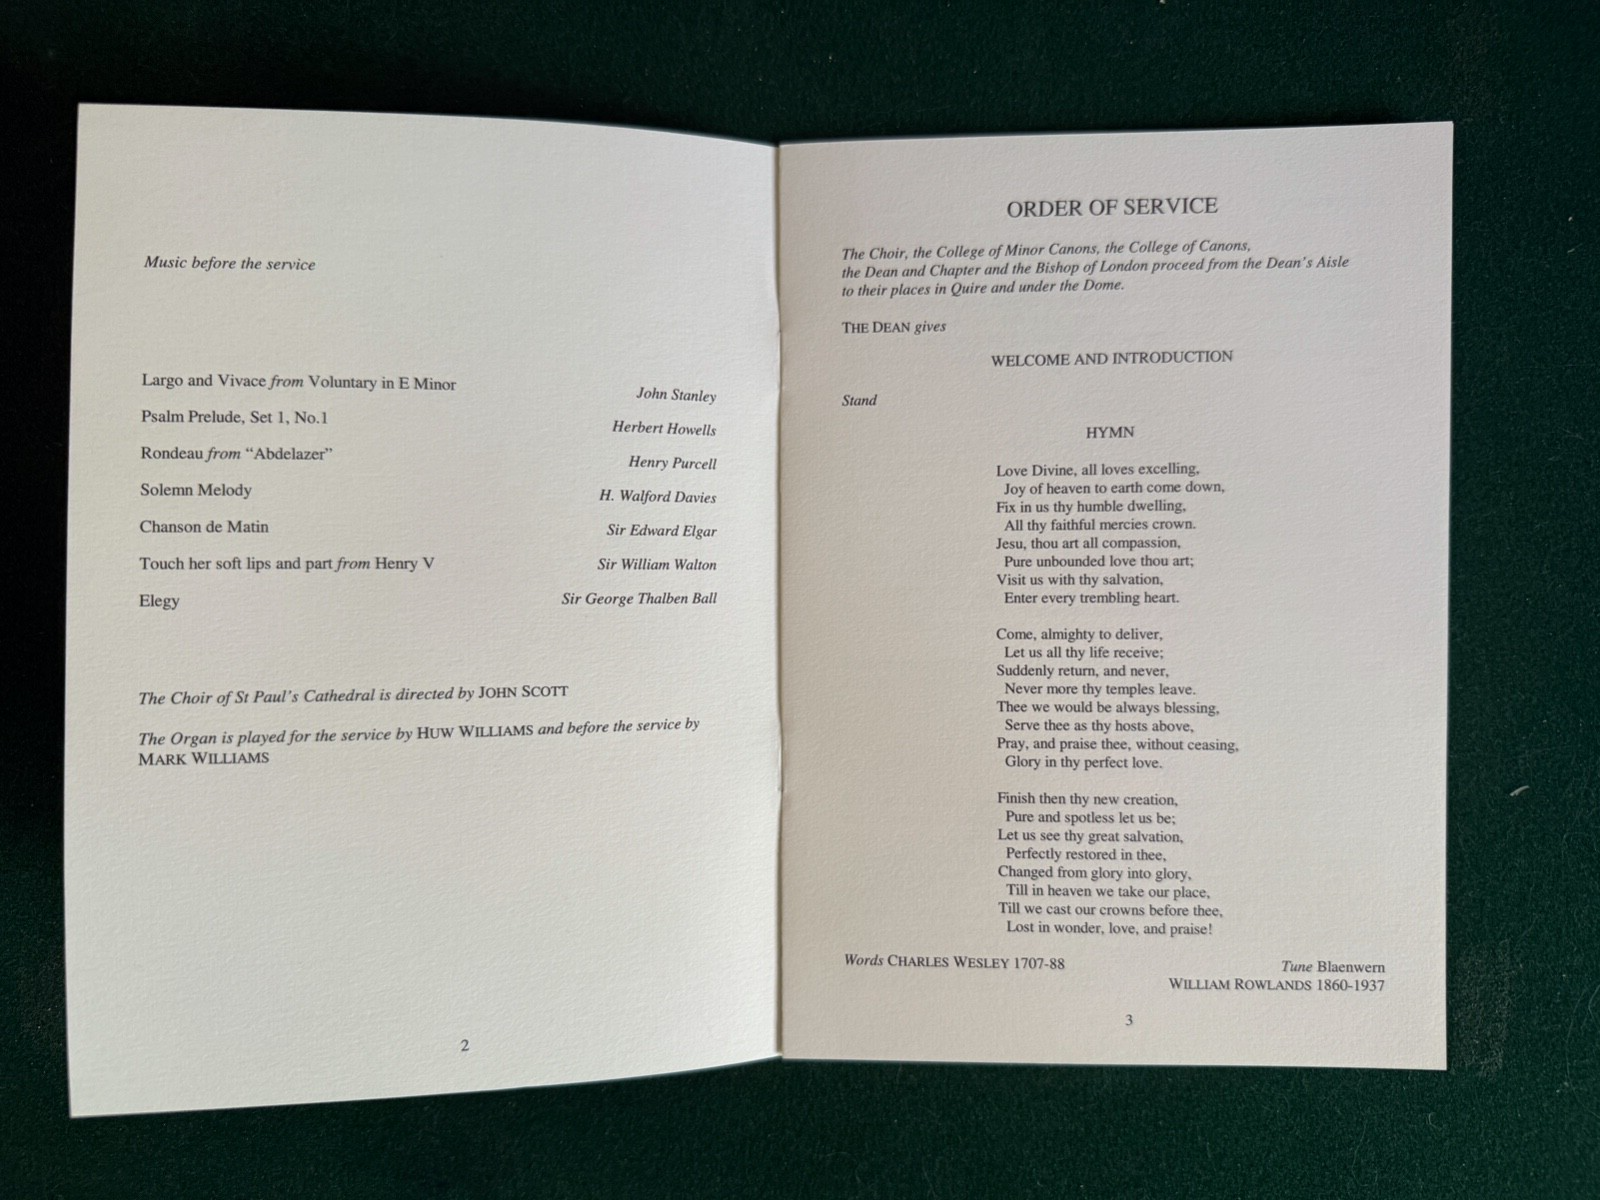 Music before the service
Largo and Vivace from Voluntary in E Minor John Stanley
Psalm Prelude, Set 1, No.1 Herbert Howells
Rondeau from “Abdelazer” Henry Purcell
Solemn Melody H. Walford Davies
Chanson de Matin Sir Edward Elgar
Touch her soft lips and part from Henry V Sir William Walton
Elegy Sir George Thalben Ball
The Choir of St Paul's Cathedral is directed by JOHN SCOTT
The Organ is played for the service by HUW WILLIAMS and before the service by
MARK WILLIAMS
2
ORDER OF SERVICE
The Choir, the College of Minor Canons, the College of Canons,
the Dean and Chapter and the Bishop of London proceed from the Dean's Aisle
to their places in Quire and under the Dome.
THE DEAN gives
WELCOME AND INTRODUCTION
Stand
HYMN
Love Divine, all loves excelling,
Joy of heaven to earth come down,
Fix in us thy humble dwelling,
All thy faithful mercies crown.
Jesu, thou art all compassion,
Pure unbounded love thou art;
Visit us with thy salvation,
Enter every trembling heart.
Come, almighty to deliver,
Let us all thy life receive;
Suddenly return, and never,
Never more thy temples leave.
Thee we would be always blessing,
Serve thee as thy hosts above,
Pray, and praise thee, without ceasing,
Glory in thy perfect love.
Finish then thy new creation,
Pure and spotless let us be;
Let us see thy great salvation,
Perfectly restored in thee,
Changed from glory into glory,
Till in heaven we take our place,
Till we cast our crowns before thee,
Lost in wonder, love, and praise!
Words CHARLES WESLEY 1707-88 Tune Blaenwern
WILLIAM ROWLANDS 1860-1937
3